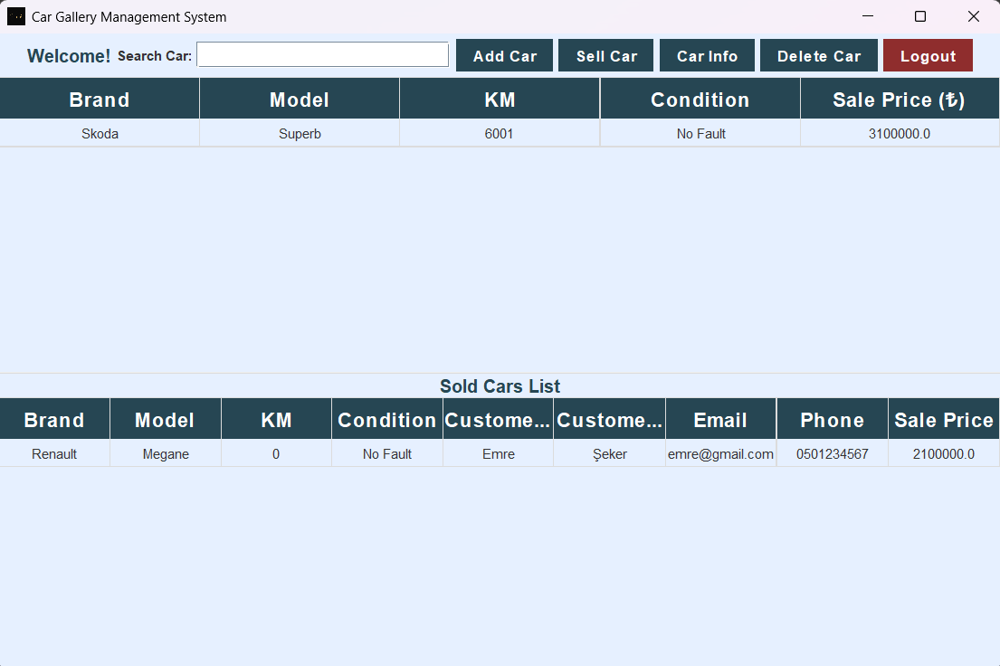 Car Gallery Management System
Welcome! Search Car: Add Car Sell Car Car Info Delete Car Logout
Brand Model KM Condition Sale Price (₺)
Skoda Superb 6001 No Fault 3100000.0
Sold Cars List
Brand Model KM Condition Custome... Custome... Email Phone Sale Price
Renault Megane 0 No Fault Emre Şeker emre@gmail.com 0501234567 2100000.0